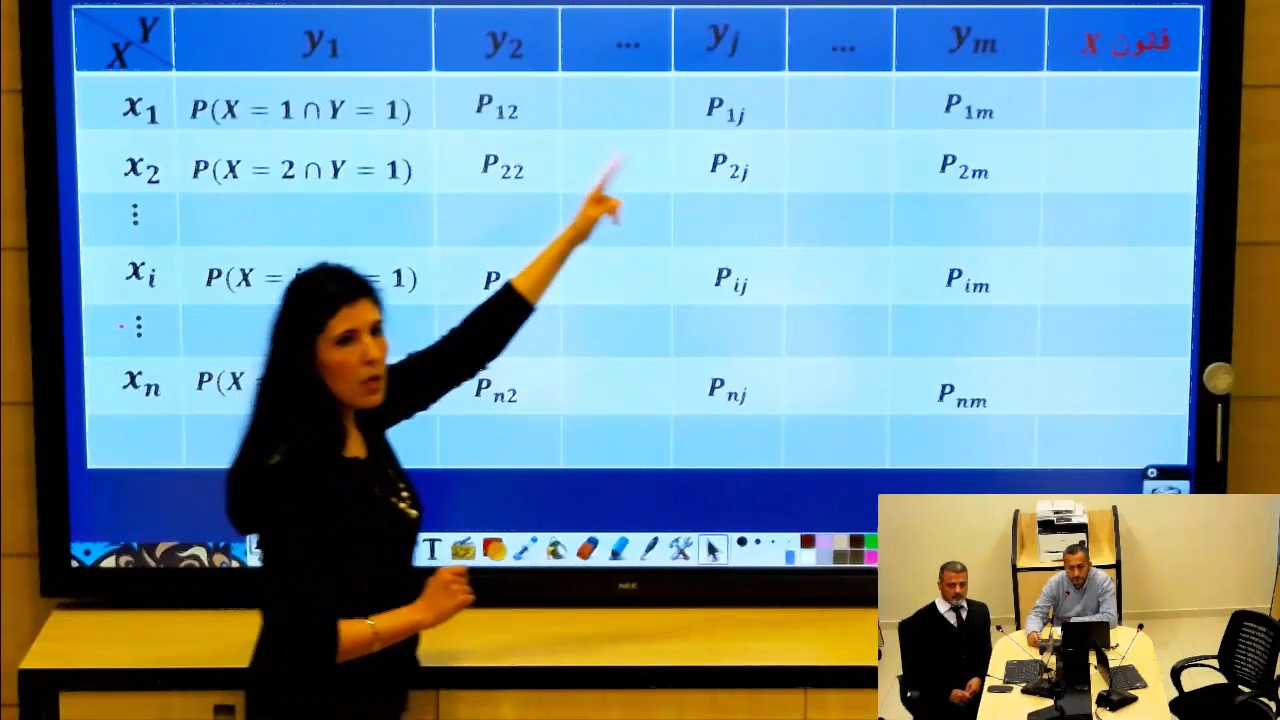 Y
X y₁ y₂ ... yⱼ ... yₘ قانون X
x₁ P(X = 1 ∩ Y = 1) P₁₂ P₁ⱼ P₁ₘ
x₂ P(X = 2 ∩ Y = 1) P₂₂ P₂ⱼ P₂ₘ
⋮
xᵢ P(X = = 1) P Pᵢⱼ Pᵢₘ
⋮
xₙ P(X Pₙ₂ Pₙⱼ Pₙₘ
T
NEC